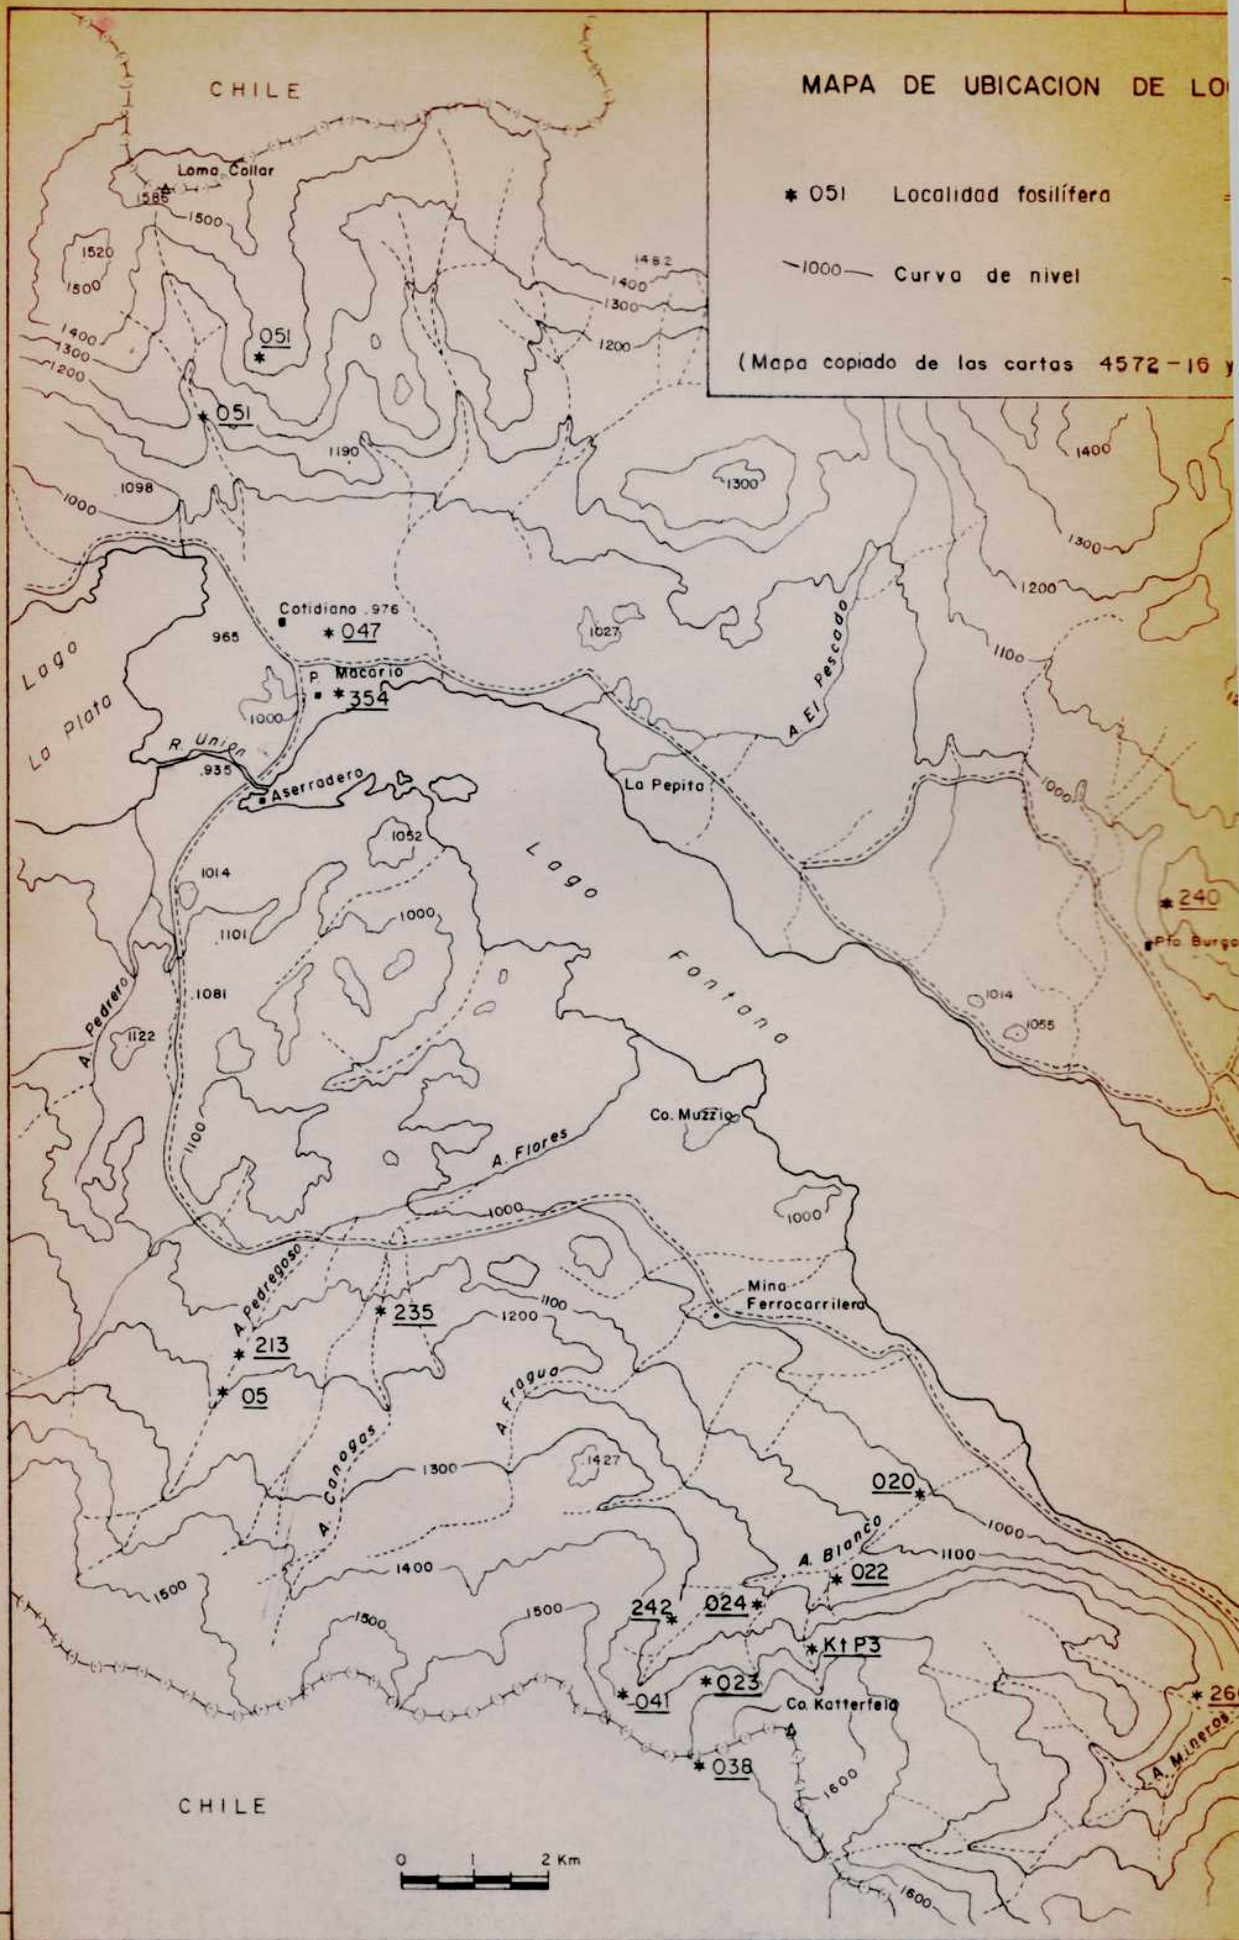 CHILE
MAPA DE UBICACION DE LO
* 051 Localidad fosilífera
1000 Curva de nivel
(Mapa copiado de las cartas 4572-16 y
Loma Collar
1586
1500
1520
1500
1482
1400
1300
1200
1400
1300
1200
051
051
1190
1098
1000
1300
1400
1300
1200
1100
Cotidiano .976
047
965
1027
A. El Pescado
Lago
La Plata
P. Macario
354
1000
R. Union
.935
Aserradero
La Pepita
1000
1052
1014
1000
.1101
Lago
Fontana
240
Pto Burgo
.1081
A. Pedrero
1122
1014
1055
Co. Muzzio
1100
A. Flores
1000
1000
A. Pedregoso
Mina
Ferrocarrilera
235
1100
1200
213
05
A. Fragua
A. Canogas
1300
1427
020
1000
A. Blanco
1100
1400
022
1500
1500
1500
242
024
Kt P3
041
023
Co. Katterfeld
26
A. Mineros
038
1600
CHILE
0 1 2 Km
1600